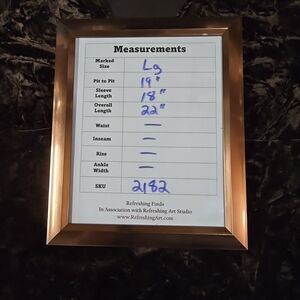 Measurements
Marked Size Lg
Pit to Pit 19"
Sleeve Length 18"
Overall Length 22"
Waist —
Inseam —
Rise —
Ankle Width —
SKU 2182
Refreshing Finds
In Association with Refreshing Art Studio
www.RefreshingArt.com